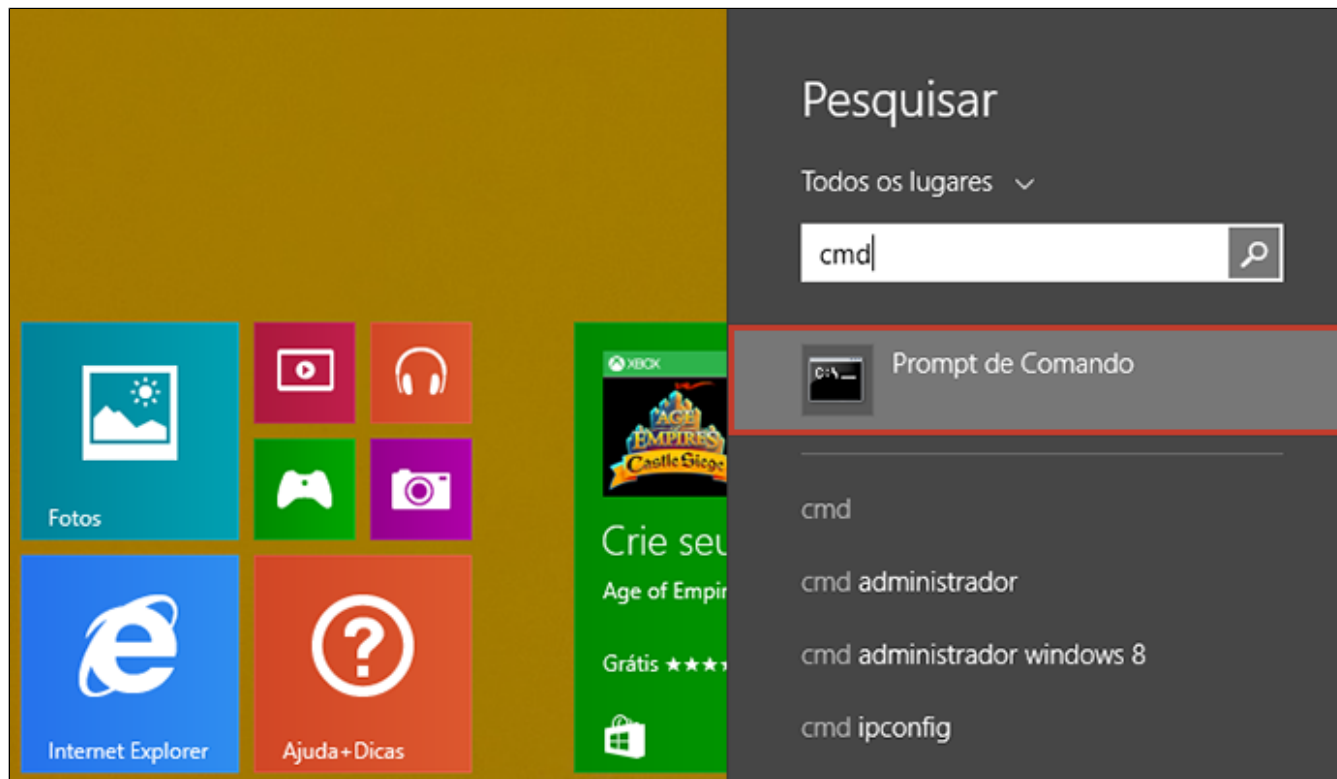 Pesquisar
Todos os lugares
cmd
Prompt de Comando
cmd
cmd administrador
cmd administrador windows 8
cmd ipconfig
Fotos
Internet Explorer
Ajuda+Dicas
XBOX
AGE
of
EMPIRES
Castle Siege
Crie seu
Age of Empir
Grátis ★★★★
C:\_